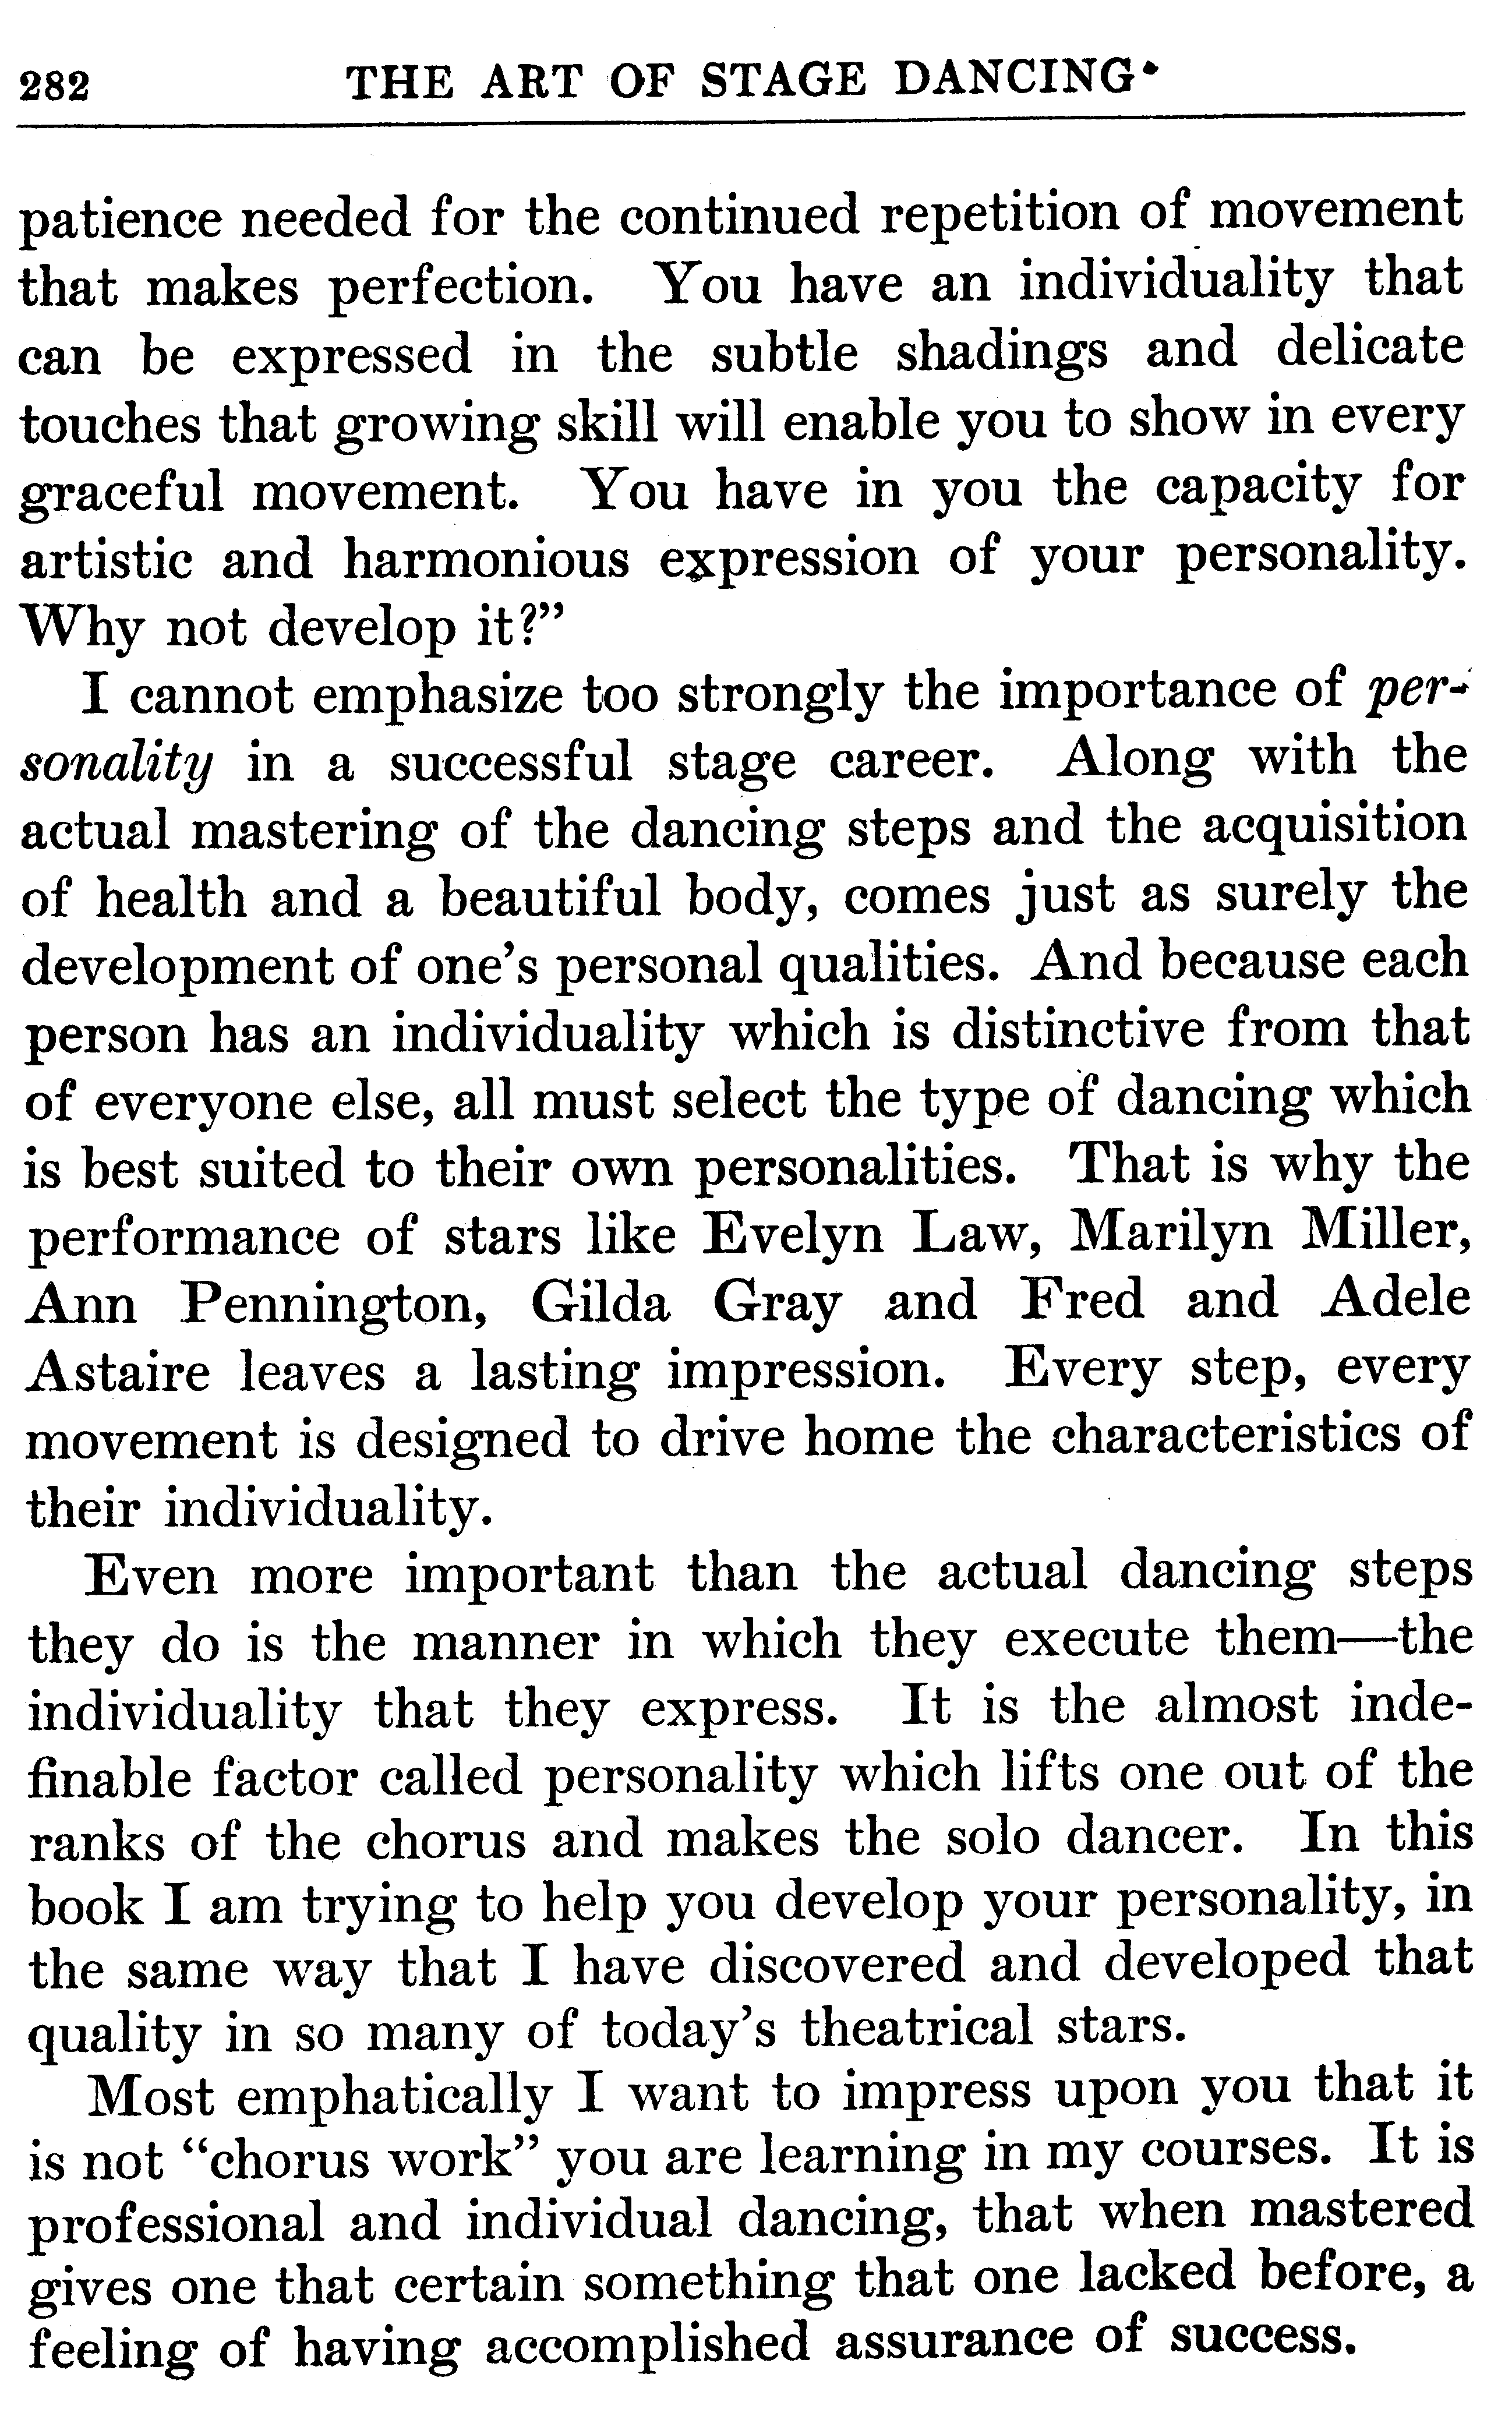 282 THE ART OF STAGE DANCING
patience needed for the continued repetition of movement
that makes perfection. You have an individuality that
can be expressed in the subtle shadings and delicate
touches that growing skill will enable you to show in every
graceful movement. You have in you the capacity for
artistic and harmonious expression of your personality.
Why not develop it?”
I cannot emphasize too strongly the importance of per-
sonality in a successful stage career. Along with the
actual mastering of the dancing steps and the acquisition
of health and a beautiful body, comes just as surely the
development of one’s personal qualities. And because each
person has an individuality which is distinctive from that
of everyone else, all must select the type of dancing which
is best suited to their own personalities. That is why the
performance of stars like Evelyn Law, Marilyn Miller,
Ann Pennington, Gilda Gray and Fred and Adele
Astaire leaves a lasting impression. Every step, every
movement is designed to drive home the characteristics of
their individuality.
Even more important than the actual dancing steps
they do is the manner in which they execute them—the
individuality that they express. It is the almost inde-
finable factor called personality which lifts one out of the
ranks of the chorus and makes the solo dancer. In this
book I am trying to help you develop your personality, in
the same way that I have discovered and developed that
quality in so many of today’s theatrical stars.
Most emphatically I want to impress upon you that it
is not “chorus work” you are learning in my courses. It is
professional and individual dancing, that when mastered
gives one that certain something that one lacked before, a
feeling of having accomplished assurance of success.